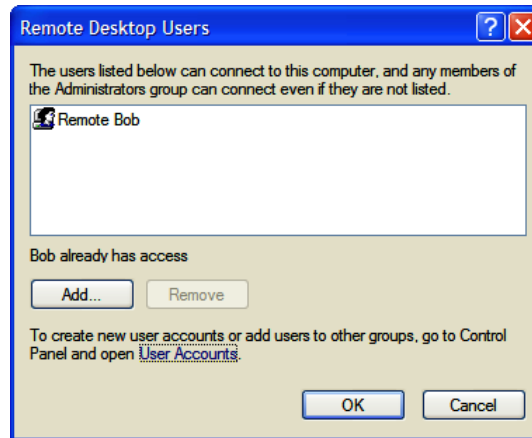 Remote Desktop Users
The users listed below can connect to this computer, and any members of
the Administrators group can connect even if they are not listed.
Remote Bob
Bob already has access
Add...
Remove
To create new user accounts or add users to other groups, go to Control
Panel and open User Accounts.
OK
Cancel